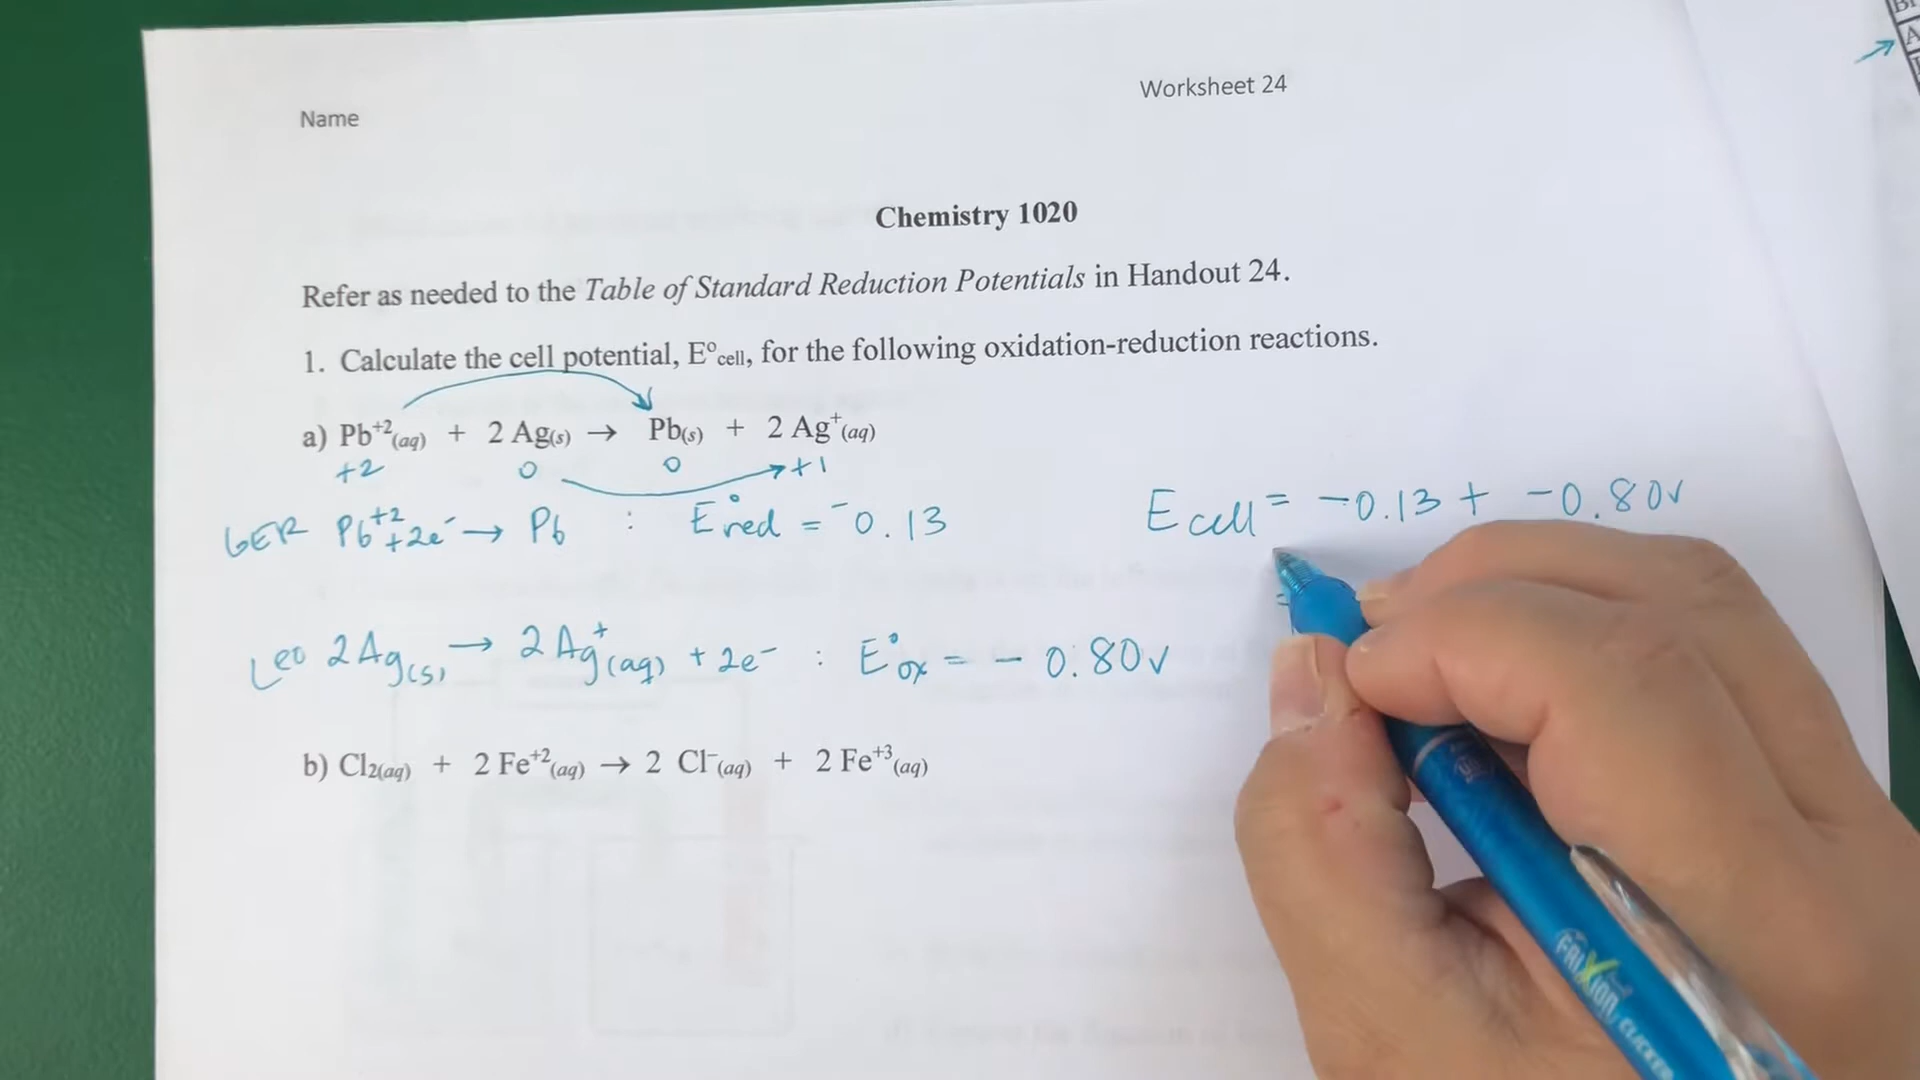 Worksheet 24
Name
Chemistry 1020
Refer as needed to the Table of Standard Reduction Potentials in Handout 24.
1. Calculate the cell potential, E°cell, for the following oxidation-reduction reactions.
a) Pb⁺²(aq) + 2 Ag(s) → Pb(s) + 2 Ag⁺(aq)
+2 0 0 +1
GER Pb⁺² + 2e⁻ → Pb : E°red = ⁻0.13
Ecell = -0.13 + -0.80v
=
Leo 2Ag(s) → 2Ag⁺(aq) + 2e⁻ : E°ox = - 0.80v
b) Cl₂(aq) + 2 Fe⁺²(aq) → 2 Cl⁻(aq) + 2 Fe⁺³(aq)
FRIXION CLICKER